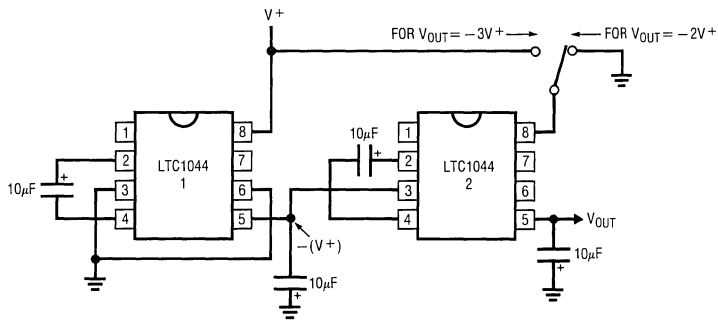 V+
FOR VOUT = −3V+
FOR VOUT = −2V+
1
2
3
4
LTC1044
1
8
7
6
5
10µF
+
−(V+)
10µF
+
10µF
+
1
2
3
4
LTC1044
2
8
7
6
5
VOUT
10µF
+